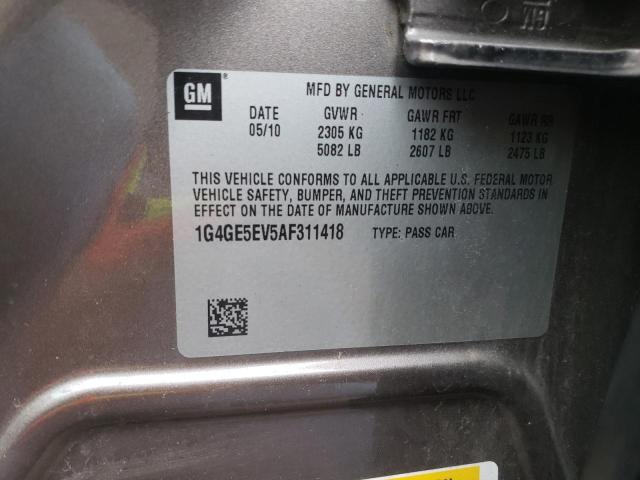 GM®
MFD BY GENERAL MOTORS LLC
DATE GVWR GAWR FRT GAWR RR
05/10 2305 KG 1182 KG 1123 KG
5082 LB 2607 LB 2475 LB
THIS VEHICLE CONFORMS TO ALL APPLICABLE U.S. FEDERAL MOTOR
VEHICLE SAFETY, BUMPER, AND THEFT PREVENTION STANDARDS IN
EFFECT ON THE DATE OF MANUFACTURE SHOWN ABOVE.
1G4GE5EV5AF311418 TYPE: PASS CAR